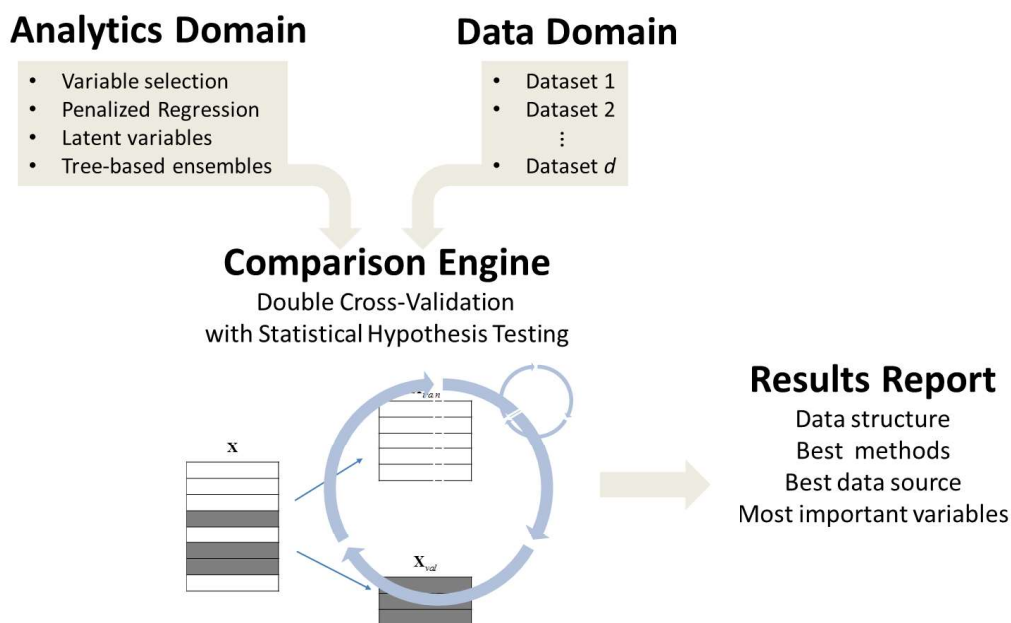 Analytics Domain
• Variable selection
• Penalized Regression
• Latent variables
• Tree-based ensembles
Data Domain
• Dataset 1
• Dataset 2
⋮
• Dataset d
Comparison Engine
Double Cross-Validation
with Statistical Hypothesis Testing
X
X val
Results Report
Data structure
Best methods
Best data source
Most important variables